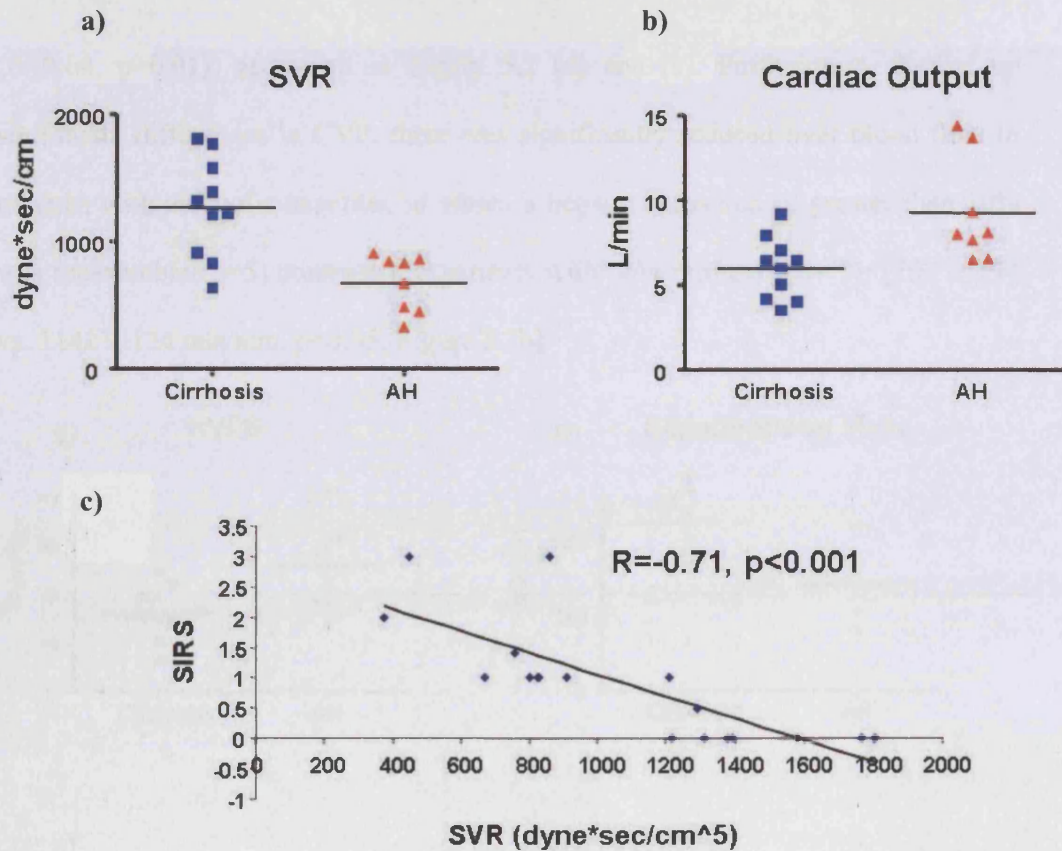 a)
SVR
dyne*sec/cm
2000
1000
0
Cirrhosis
AH
b)
Cardiac Output
L/min
15
10
5
0
Cirrhosis
AH
c)
SIRS
3.5
3
2.5
2
1.5
1
0.5
0
-0.5
-1
R=-0.71, p<0.001
0 200 400 600 800 1000 1200 1400 1600 1800 2000
SVR (dyne*sec/cm^5)